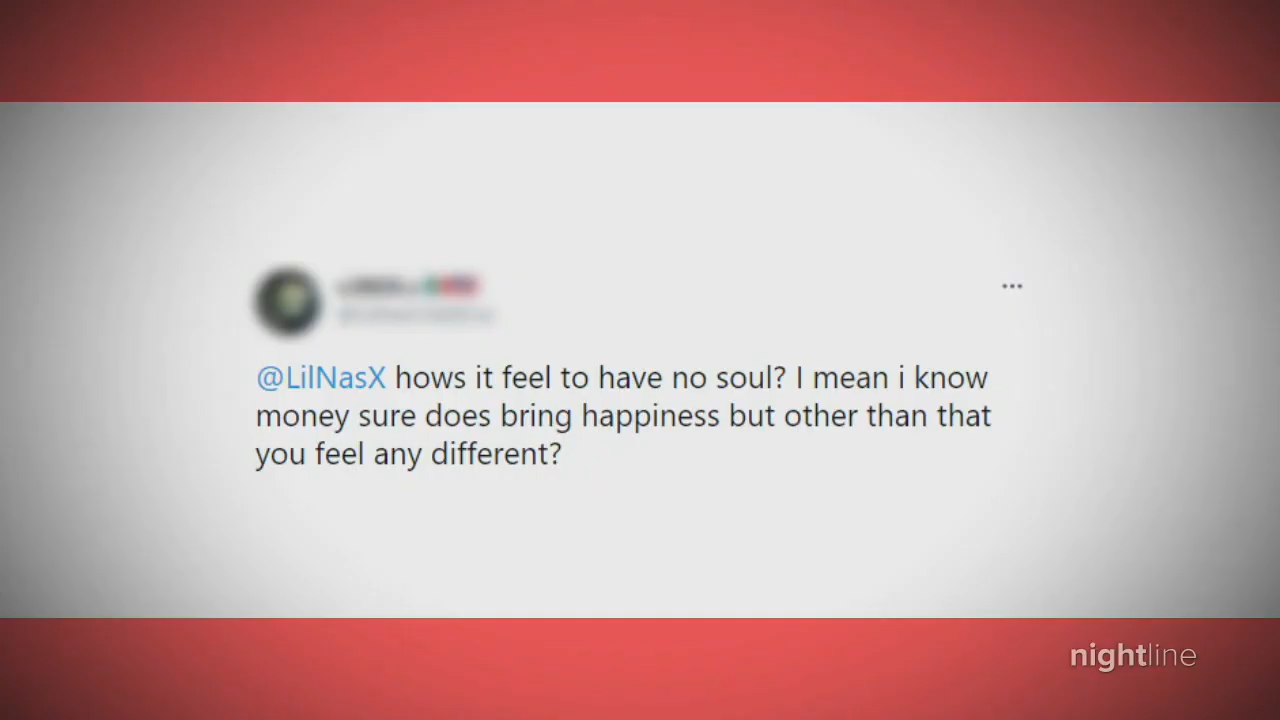 @LilNasX hows it feel to have no soul? I mean i know
money sure does bring happiness but other than that
you feel any different?
nightline